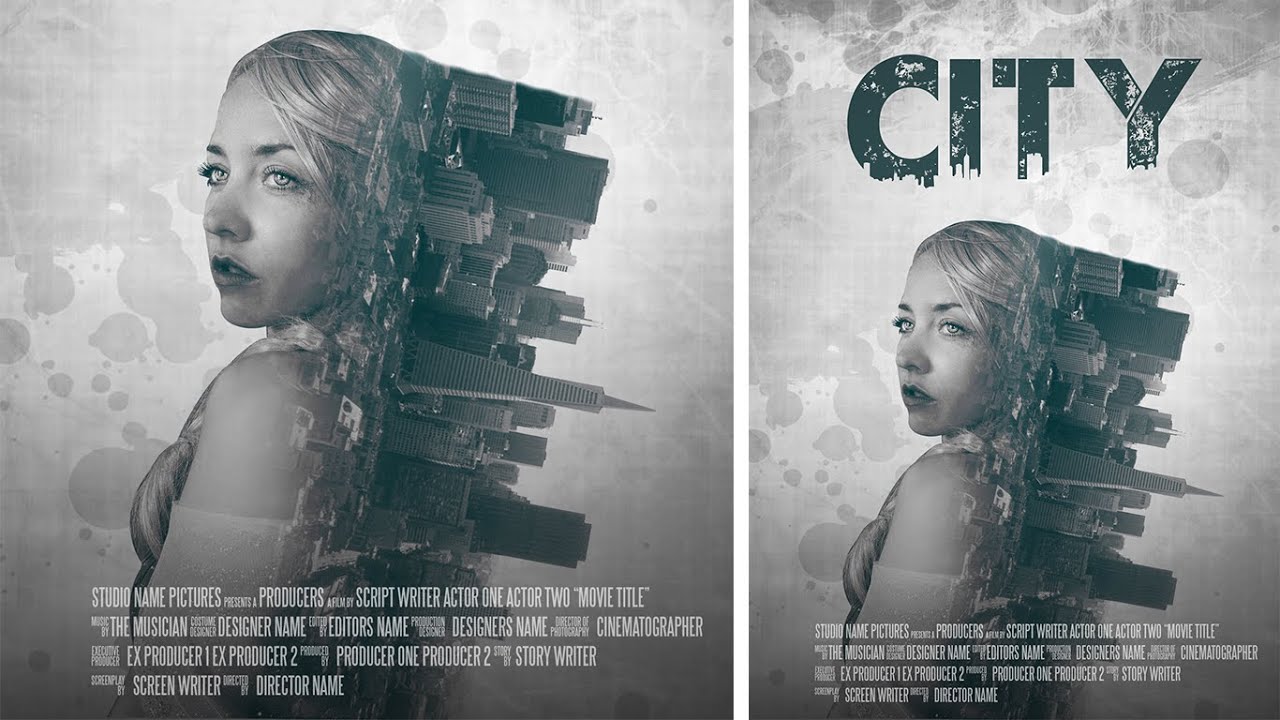 STUDIO NAME PICTURES PRESENTS A PRODUCERS A FILM BY SCRIPT WRITER ACTOR ONE ACTOR TWO "MOVIE TITLE"
MUSIC BY THE MUSICIAN COSTUME DESIGNER DESIGNER NAME EDITED BY EDITORS NAME PRODUCTION DESIGNER DESIGNERS NAME DIRECTOR OF PHOTOGRAPHY CINEMATOGRAPHER
EXECUTIVE PRODUCER EX PRODUCER 1 EX PRODUCER 2 PRODUCED BY PRODUCER ONE PRODUCER 2 STORY BY STORY WRITER
SCREENPLAY BY SCREEN WRITER DIRECTED BY DIRECTOR NAME
CITY
STUDIO NAME PICTURES PRESENTS A PRODUCERS A FILM BY SCRIPT WRITER ACTOR ONE ACTOR TWO "MOVIE TITLE"
MUSIC BY THE MUSICIAN COSTUME DESIGNER DESIGNER NAME EDITED BY EDITORS NAME PRODUCTION DESIGNER DESIGNERS NAME DIRECTOR OF PHOTOGRAPHY CINEMATOGRAPHER
EXECUTIVE PRODUCER EX PRODUCER 1 EX PRODUCER 2 PRODUCED BY PRODUCER ONE PRODUCER 2 STORY BY STORY WRITER
SCREENPLAY BY SCREEN WRITER DIRECTED BY DIRECTOR NAME